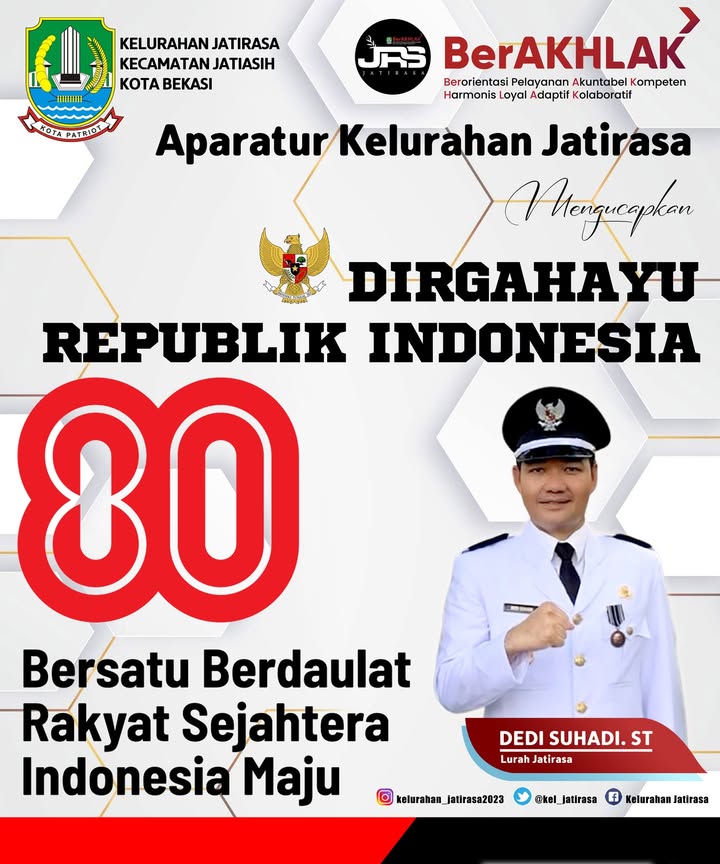 KELURAHAN JATIRASA
KECAMATAN JATIASIH
KOTA BEKASI
KOTA PATRIOT
JRS
JATIRASA
BerAKHLAK
Berorientasi Pelayanan Akuntabel Kompeten
Harmonis Loyal Adaptif Kolaboratif
Aparatur Kelurahan Jatirasa
Mengucapkan
DIRGAHAYU
REPUBLIK INDONESIA
80
Bersatu Berdaulat
Rakyat Sejahtera
Indonesia Maju
DEDI SUHADI. ST
Lurah Jatirasa
kelurahan_jatirasa2023 @kel_jatirasa Kelurahan Jatirasa